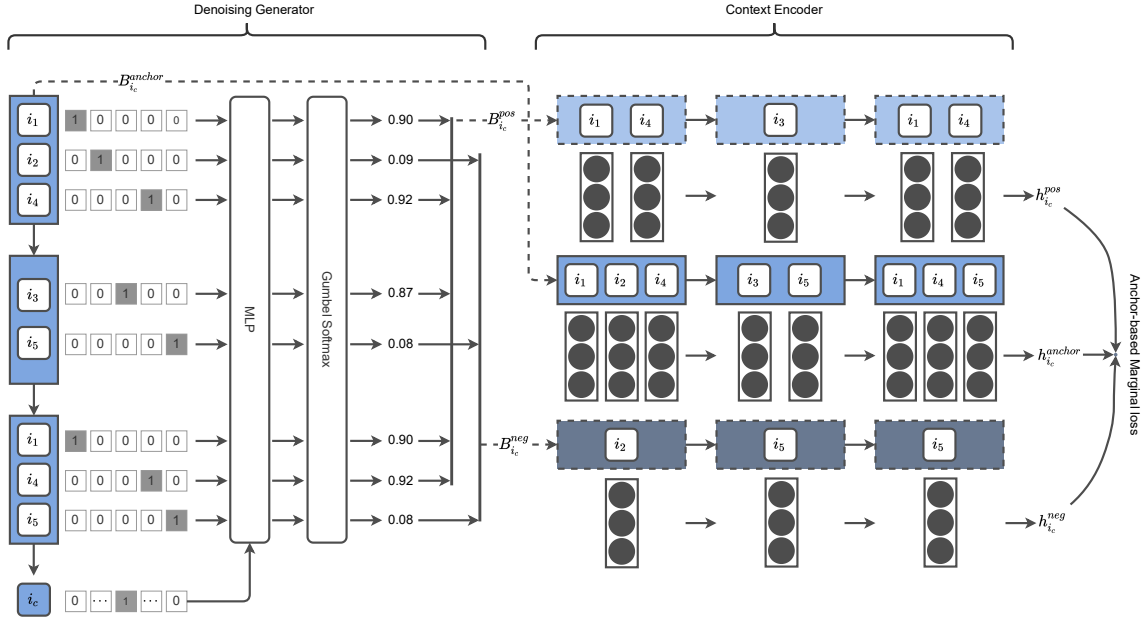 Denoising Generator
Context Encoder
B_{i_c}^{anchor}
i_1 1 0 0 0 0 0.90
i_2 0 1 0 0 0 0.09
i_4 0 0 0 1 0 0.92
i_3 0 0 1 0 0 0.87
i_5 0 0 0 0 1 0.08
i_1 1 0 0 0 0 0.90
i_4 0 0 0 1 0 0.92
i_5 0 0 0 0 1 0.08
i_c 0 ... 1 ... 0
MLP
Gumbel Softmax
B_{i_c}^{pos}
i_1 i_4 i_3 i_1 i_4
h_{i_c}^{pos}
i_1 i_2 i_4 i_3 i_5 i_1 i_4 i_5
h_{i_c}^{anchor}
B_{i_c}^{neg}
i_2 i_5 i_5
h_{i_c}^{neg}
Anchor-based Marginal loss